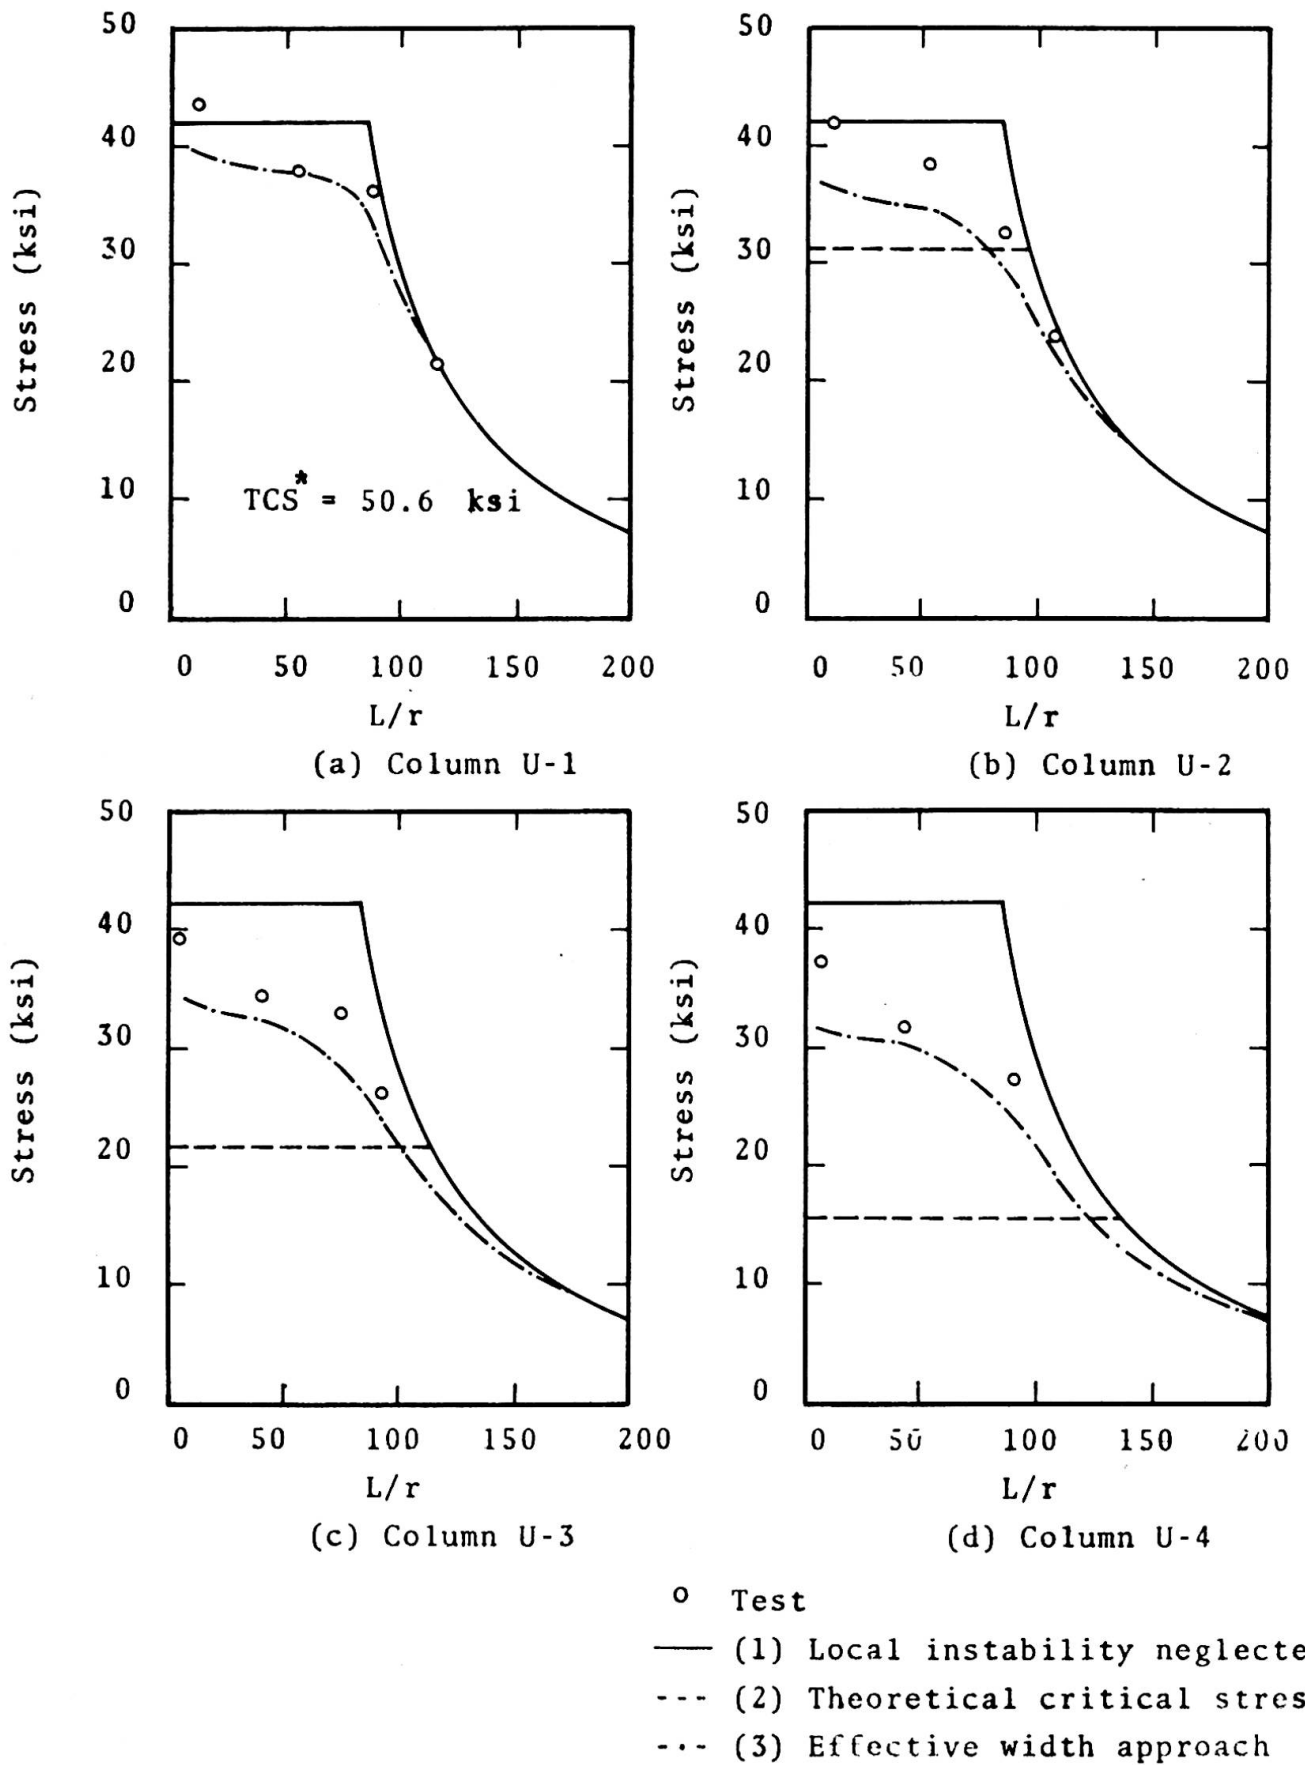 50
40
30
20
10
0
Stress (ksi)
TCS* = 50.6 ksi
0 50 100 150 200
L/r
(a) Column U-1
50
40
30
20
10
0
Stress (ksi)
0 50 100 150 200
L/r
(b) Column U-2
50
40
30
20
10
0
Stress (ksi)
0 50 100 150 200
L/r
(c) Column U-3
50
40
30
20
10
0
Stress (ksi)
0 50 100 150 200
L/r
(d) Column U-4
o Test
—— (1) Local instability neglecte
--- (2) Theoretical critical stres
-·- (3) Effective width approach